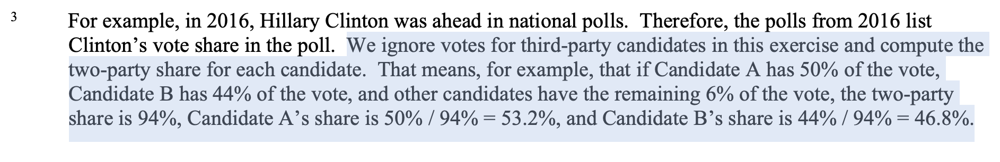 3 For example, in 2016, Hillary Clinton was ahead in national polls.  Therefore, the polls from 2016 list
Clinton’s vote share in the poll.  We ignore votes for third-party candidates in this exercise and compute the
two-party share for each candidate.  That means, for example, that if Candidate A has 50% of the vote,
Candidate B has 44% of the vote, and other candidates have the remaining 6% of the vote, the two-party
share is 94%, Candidate A’s share is 50% / 94% = 53.2%, and Candidate B’s share is 44% / 94% = 46.8%.